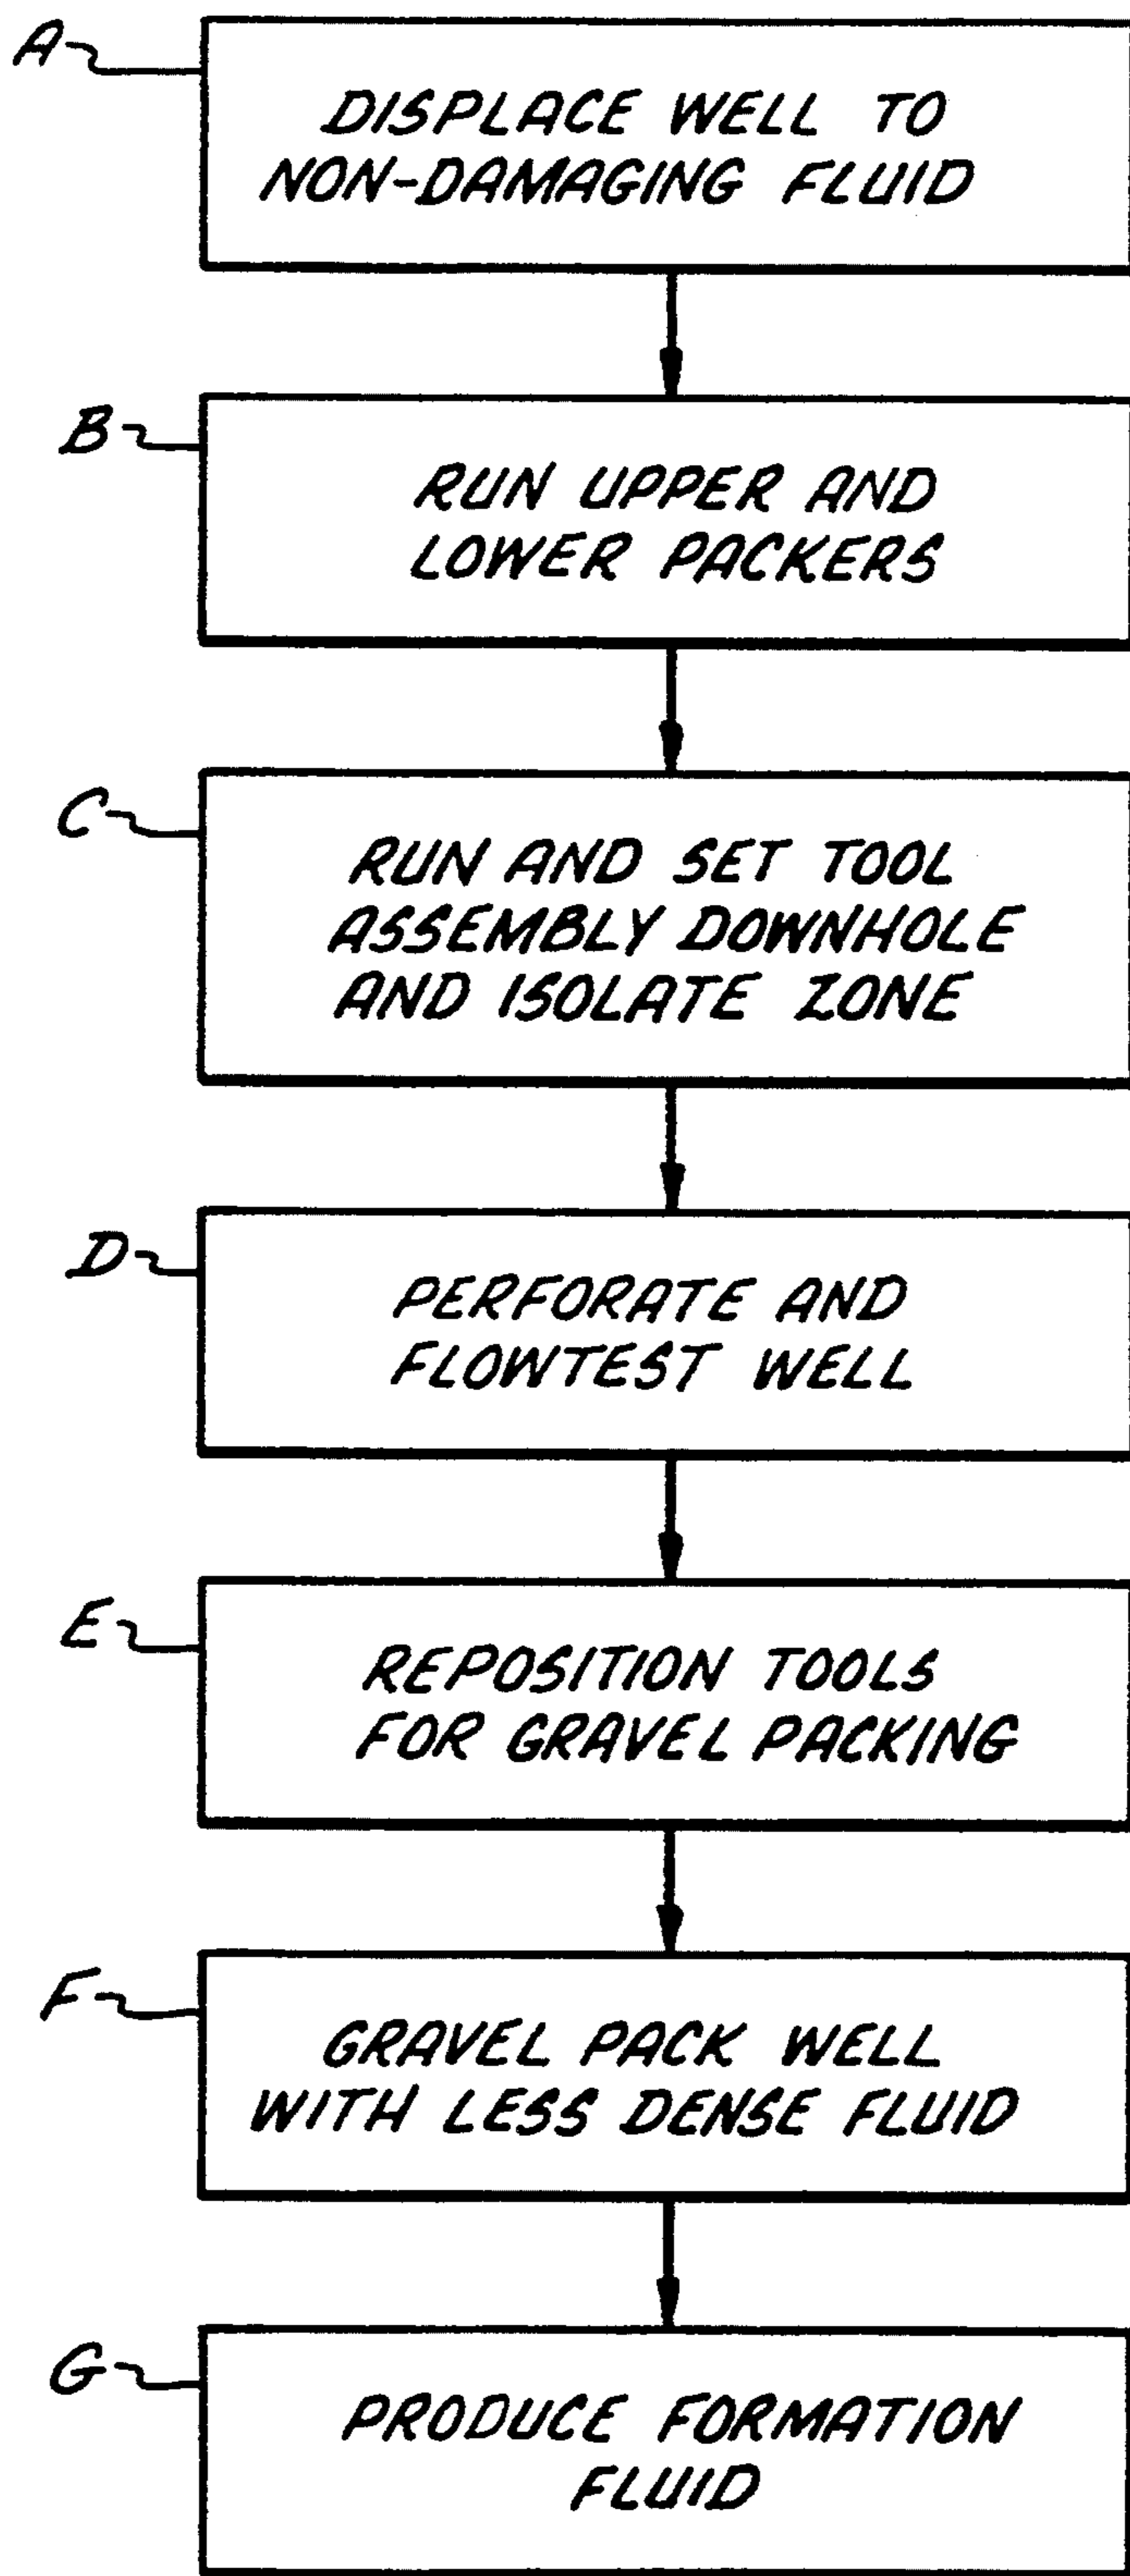 A
DISPLACE WELL TO
NON-DAMAGING FLUID
B
RUN UPPER AND
LOWER PACKERS
C
RUN AND SET TOOL
ASSEMBLY DOWNHOLE
AND ISOLATE ZONE
D
PERFORATE AND
FLOWTEST WELL
E
REPOSITION TOOLS
FOR GRAVEL PACKING
F
GRAVEL PACK WELL
WITH LESS DENSE FLUID
G
PRODUCE FORMATION
FLUID